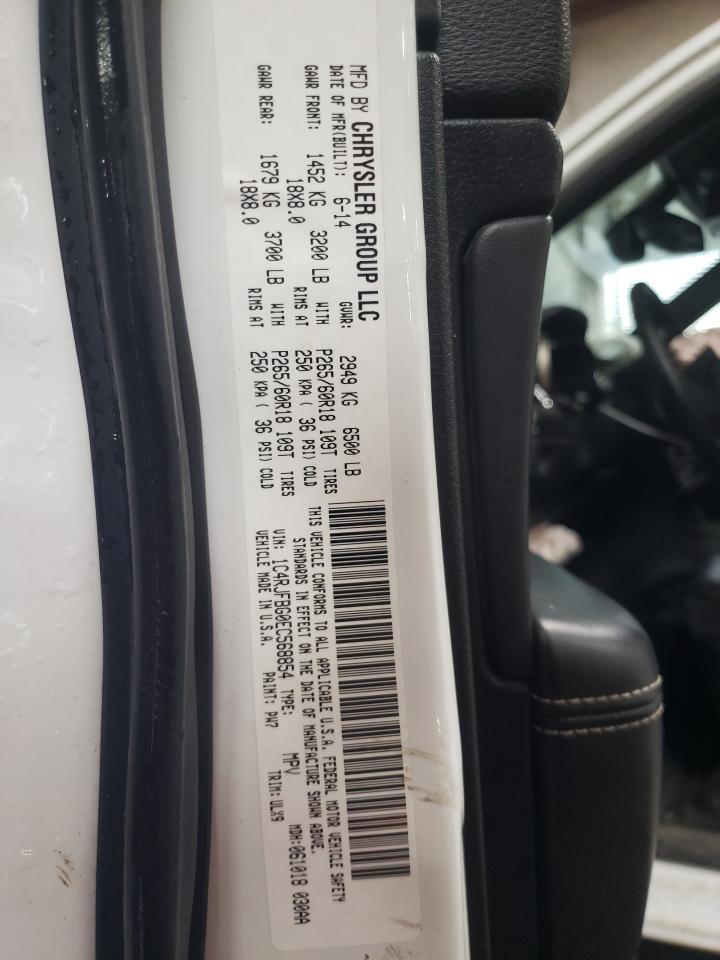 MFD BY CHRYSLER GROUP LLC
DATE OF MFR(BUILT): 6-14 GVWR: 2949 KG 6500 LB
GAWR FRONT: 1452 KG 3200 LB WITH P265/60R18 109T TIRES
18X8.0 RIMS AT 250 KPA ( 36 PSI) COLD
GAWR REAR: 1679 KG 3700 LB WITH P265/60R18 109T TIRES
18X8.0 RIMS AT 250 KPA ( 36 PSI) COLD
THIS VEHICLE CONFORMS TO ALL APPLICABLE U.S.A. FEDERAL MOTOR VEHICLE SAFETY
STANDARDS IN EFFECT ON THE DATE OF MANUFACTURE SHOWN ABOVE.
VIN: 1C4RJFBG0EC568854 TYPE: MPV MDH: 061018 030AA
VEHICLE MADE IN U.S.A. PAINT: PW7 TRIM: ULX9